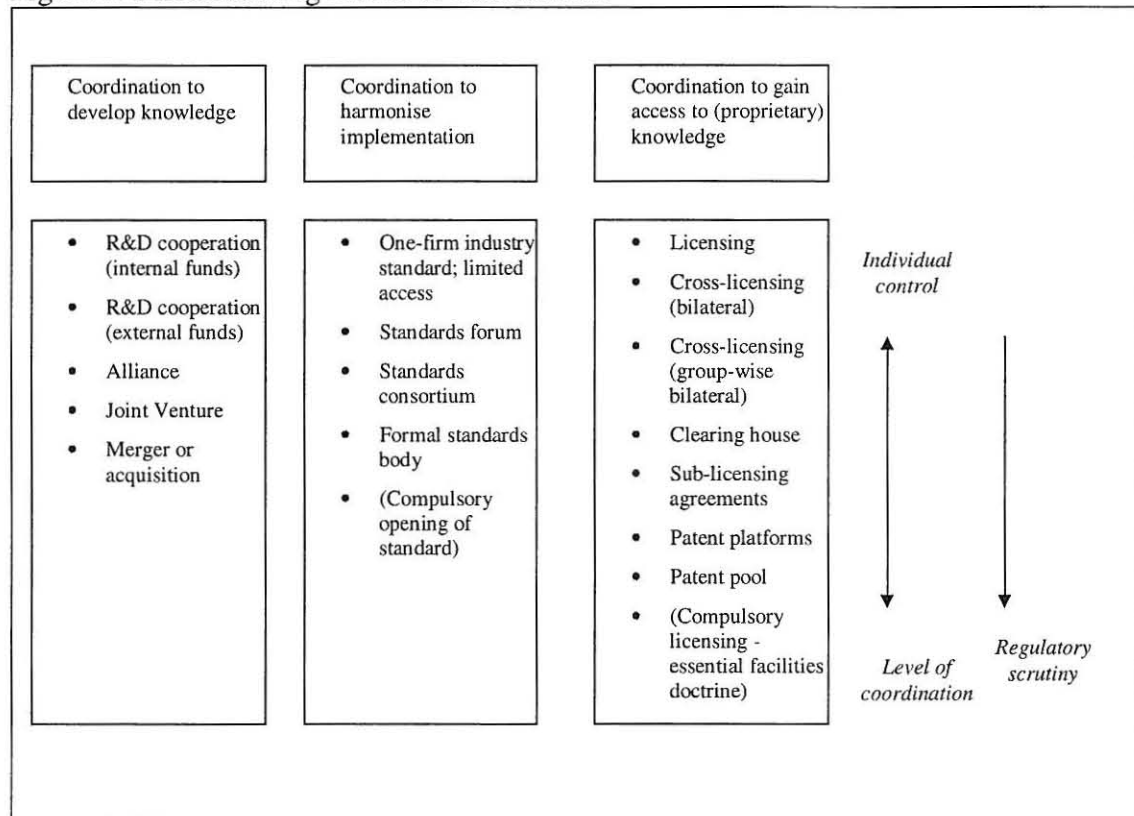 Coordination to
develop knowledge
Coordination to
harmonise
implementation
Coordination to gain
access to (proprietary)
knowledge
• R&D cooperation
(internal funds)
• R&D cooperation
(external funds)
• Alliance
• Joint Venture
• Merger or
acquisition
• One-firm industry
standard; limited
access
• Standards forum
• Standards
consortium
• Formal standards
body
• (Compulsory
opening of
standard)
• Licensing
• Cross-licensing
(bilateral)
• Cross-licensing
(group-wise
bilateral)
• Clearing house
• Sub-licensing
agreements
• Patent platforms
• Patent pool
• (Compulsory
licensing -
essential facilities
doctrine)
Individual
control
Level of
coordination
Regulatory
scrutiny